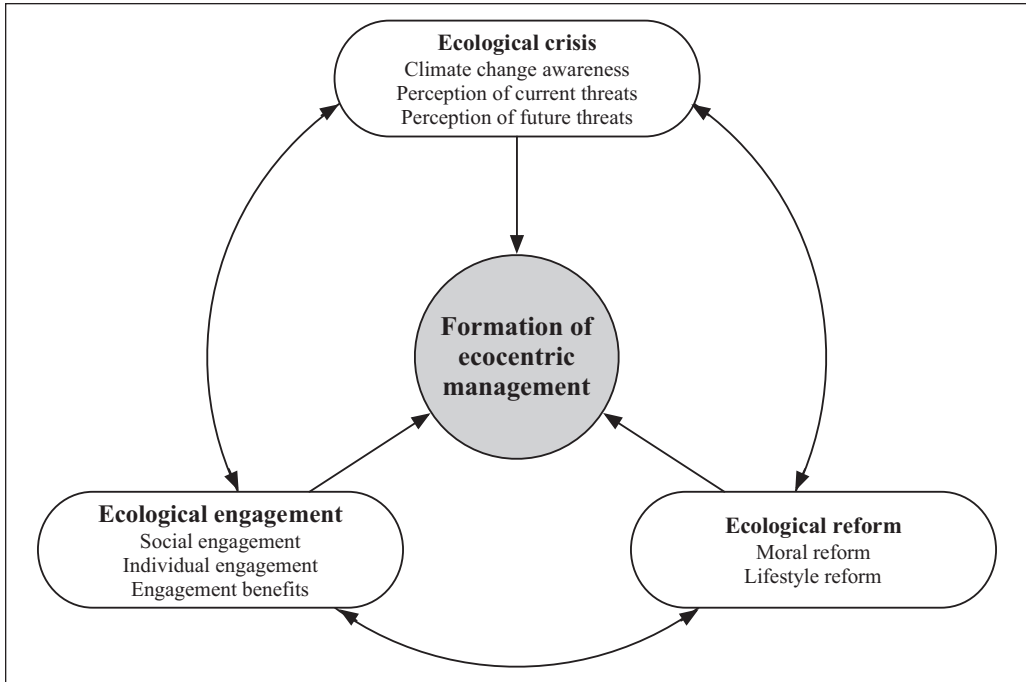 Ecological crisis
Climate change awareness
Perception of current threats
Perception of future threats
Formation of
ecocentric
management
Ecological engagement
Social engagement
Individual engagement
Engagement benefits
Ecological reform
Moral reform
Lifestyle reform